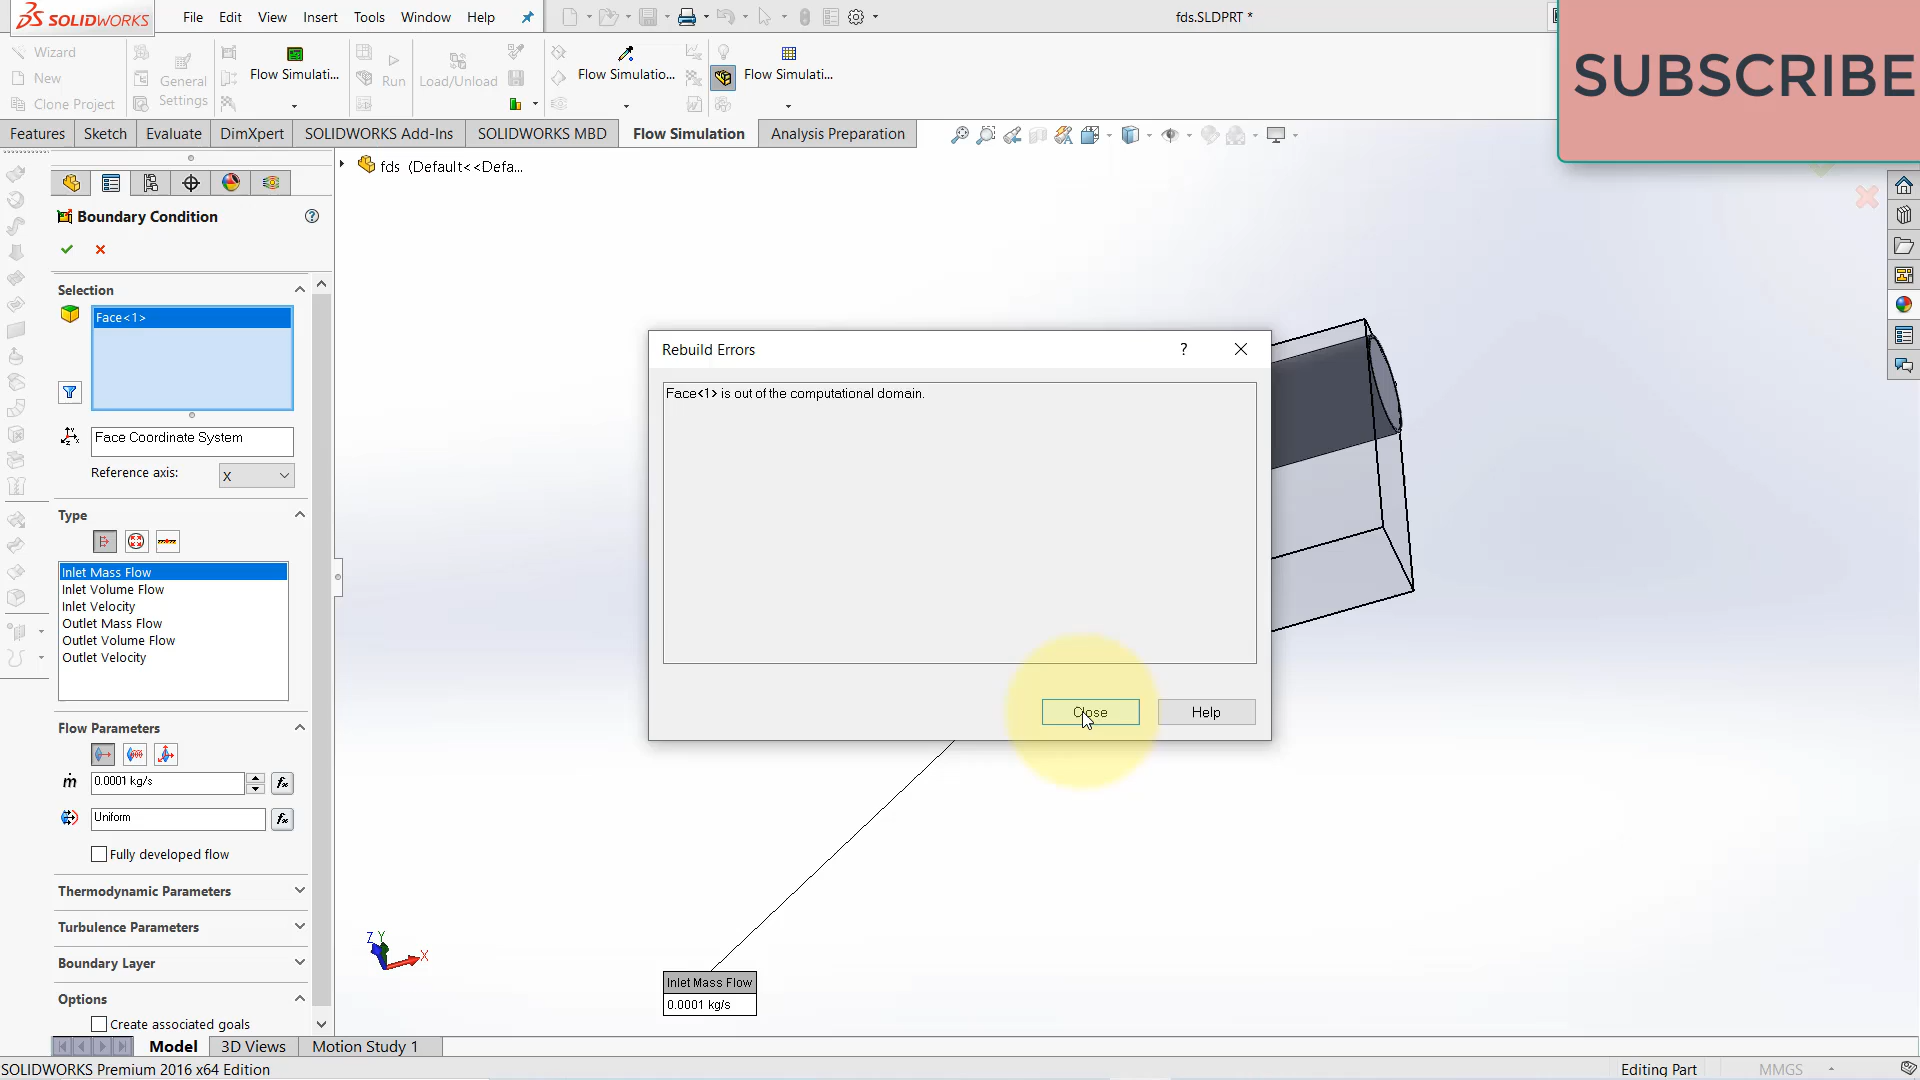 SOLIDWORKS
File Edit View Insert Tools Window Help
fds.SLDPRT *
SUBSCRIBE
Wizard
New
Clone Project
General
Settings
Flow Simulati...
Run
Load/Unload
Flow Simulatio...
Flow Simulati...
Features Sketch Evaluate DimXpert SOLIDWORKS Add-Ins SOLIDWORKS MBD Flow Simulation Analysis Preparation
fds (Default<<Defa...
Boundary Condition
Selection
Face<1>
Face Coordinate System
Reference axis:
X
Type
Inlet Mass Flow
Inlet Volume Flow
Inlet Velocity
Outlet Mass Flow
Outlet Volume Flow
Outlet Velocity
Flow Parameters
ṁ
0.0001 kg/s
Uniform
Fully developed flow
Thermodynamic Parameters
Turbulence Parameters
Boundary Layer
Options
Create associated goals
Rebuild Errors
?
Face<1> is out of the computational domain.
Close
Help
Z Y X
Inlet Mass Flow
0.0001 kg/s
Model 3D Views Motion Study 1
SOLIDWORKS Premium 2016 x64 Edition
Editing Part
MMGS